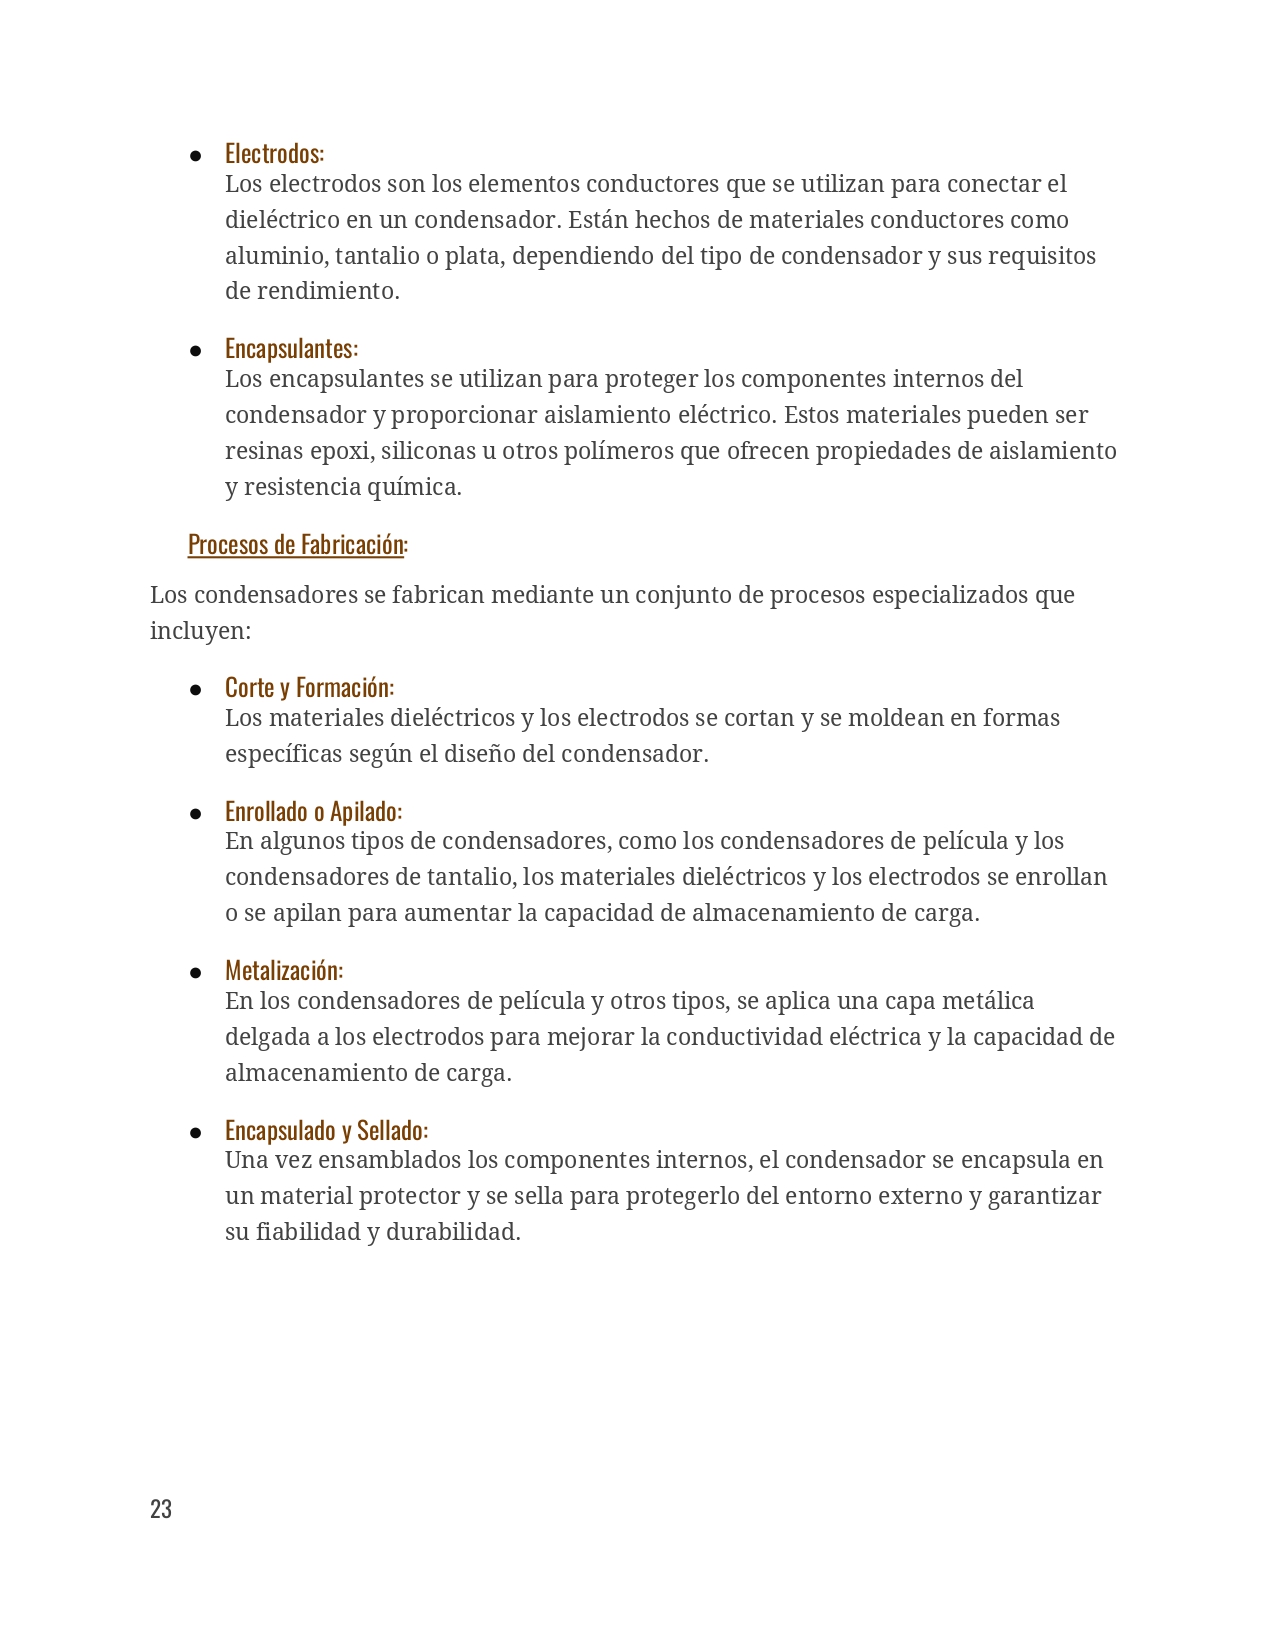 ● Electrodos:
Los electrodos son los elementos conductores que se utilizan para conectar el
dieléctrico en un condensador. Están hechos de materiales conductores como
aluminio, tantalio o plata, dependiendo del tipo de condensador y sus requisitos
de rendimiento.
● Encapsulantes:
Los encapsulantes se utilizan para proteger los componentes internos del
condensador y proporcionar aislamiento eléctrico. Estos materiales pueden ser
resinas epoxi, siliconas u otros polímeros que ofrecen propiedades de aislamiento
y resistencia química.
Procesos de Fabricación:
Los condensadores se fabrican mediante un conjunto de procesos especializados que
incluyen:
● Corte y Formación:
Los materiales dieléctricos y los electrodos se cortan y se moldean en formas
específicas según el diseño del condensador.
● Enrollado o Apilado:
En algunos tipos de condensadores, como los condensadores de película y los
condensadores de tantalio, los materiales dieléctricos y los electrodos se enrollan
o se apilan para aumentar la capacidad de almacenamiento de carga.
● Metalización:
En los condensadores de película y otros tipos, se aplica una capa metálica
delgada a los electrodos para mejorar la conductividad eléctrica y la capacidad de
almacenamiento de carga.
● Encapsulado y Sellado:
Una vez ensamblados los componentes internos, el condensador se encapsula en
un material protector y se sella para protegerlo del entorno externo y garantizar
su fiabilidad y durabilidad.
23